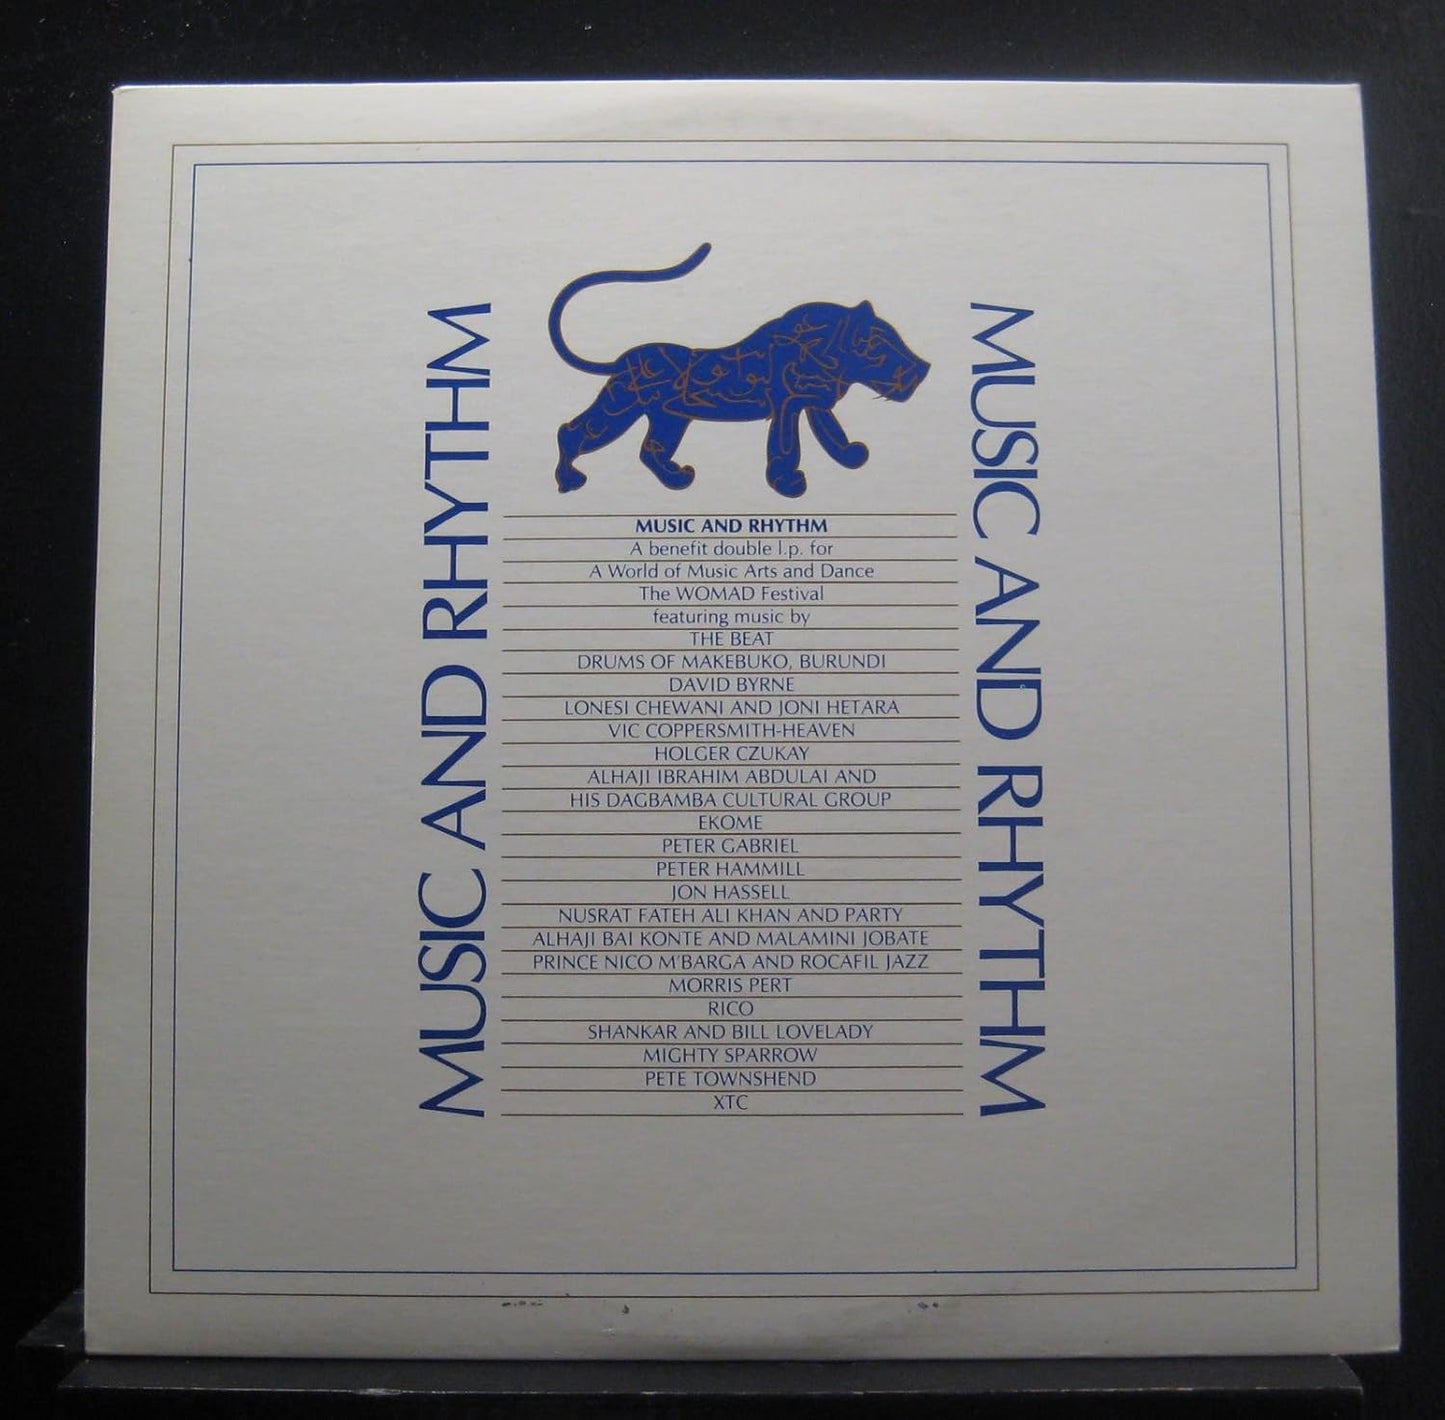 MUSIC AND RHYTHM
MUSIC AND RHYTHM
MUSIC AND RHYTHM
A benefit double l.p. for
A World of Music Arts and Dance
The WOMAD Festival
featuring music by
THE BEAT
DRUMS OF MAKEBUKO, BURUNDI
DAVID BYRNE
LONESI CHEWANI AND JONI HETARA
VIC COPPERSMITH-HEAVEN
HOLGER CZUKAY
ALHAJI IBRAHIM ABDULAI AND
HIS DAGBAMBA CULTURAL GROUP
EKOME
PETER GABRIEL
PETER HAMMILL
JON HASSELL
NUSRAT FATEH ALI KHAN AND PARTY
ALHAJI BAI KONTE AND MALAMINI JOBATE
PRINCE NICO M'BARGA AND ROCAFIL JAZZ
MORRIS PERT
RICO
SHANKAR AND BILL LOVELADY
MIGHTY SPARROW
PETE TOWNSHEND
XTC